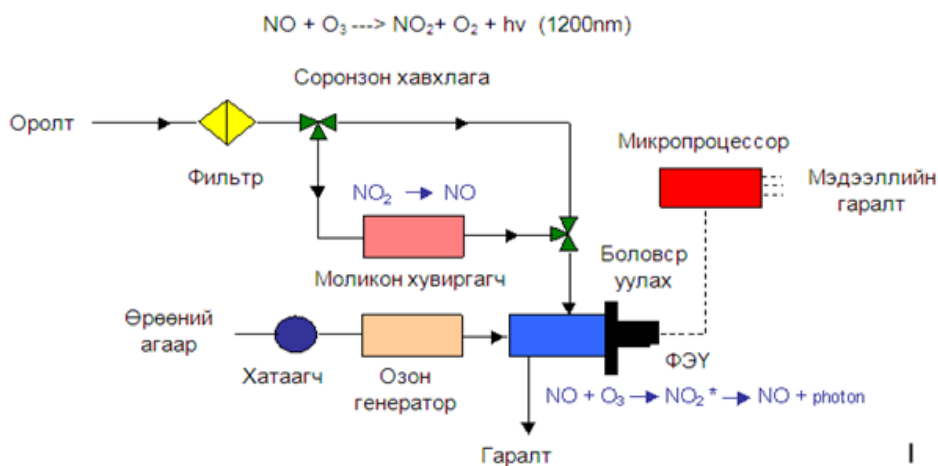 NO + O₃ ---> NO₂+ O₂ + hv (1200nm)
Соронзон хавхлага
Оролт
Микропроцессор
Фильтр
NO₂ → NO
Мэдээллийн
гаралт
Моликон хувиргагч
Боловср
уулах
Өрөөний
агаар
Хатаагч
Озон
генератор
ФЭҮ
NO + O₃ → NO₂* → NO + photon
Гаралт
I